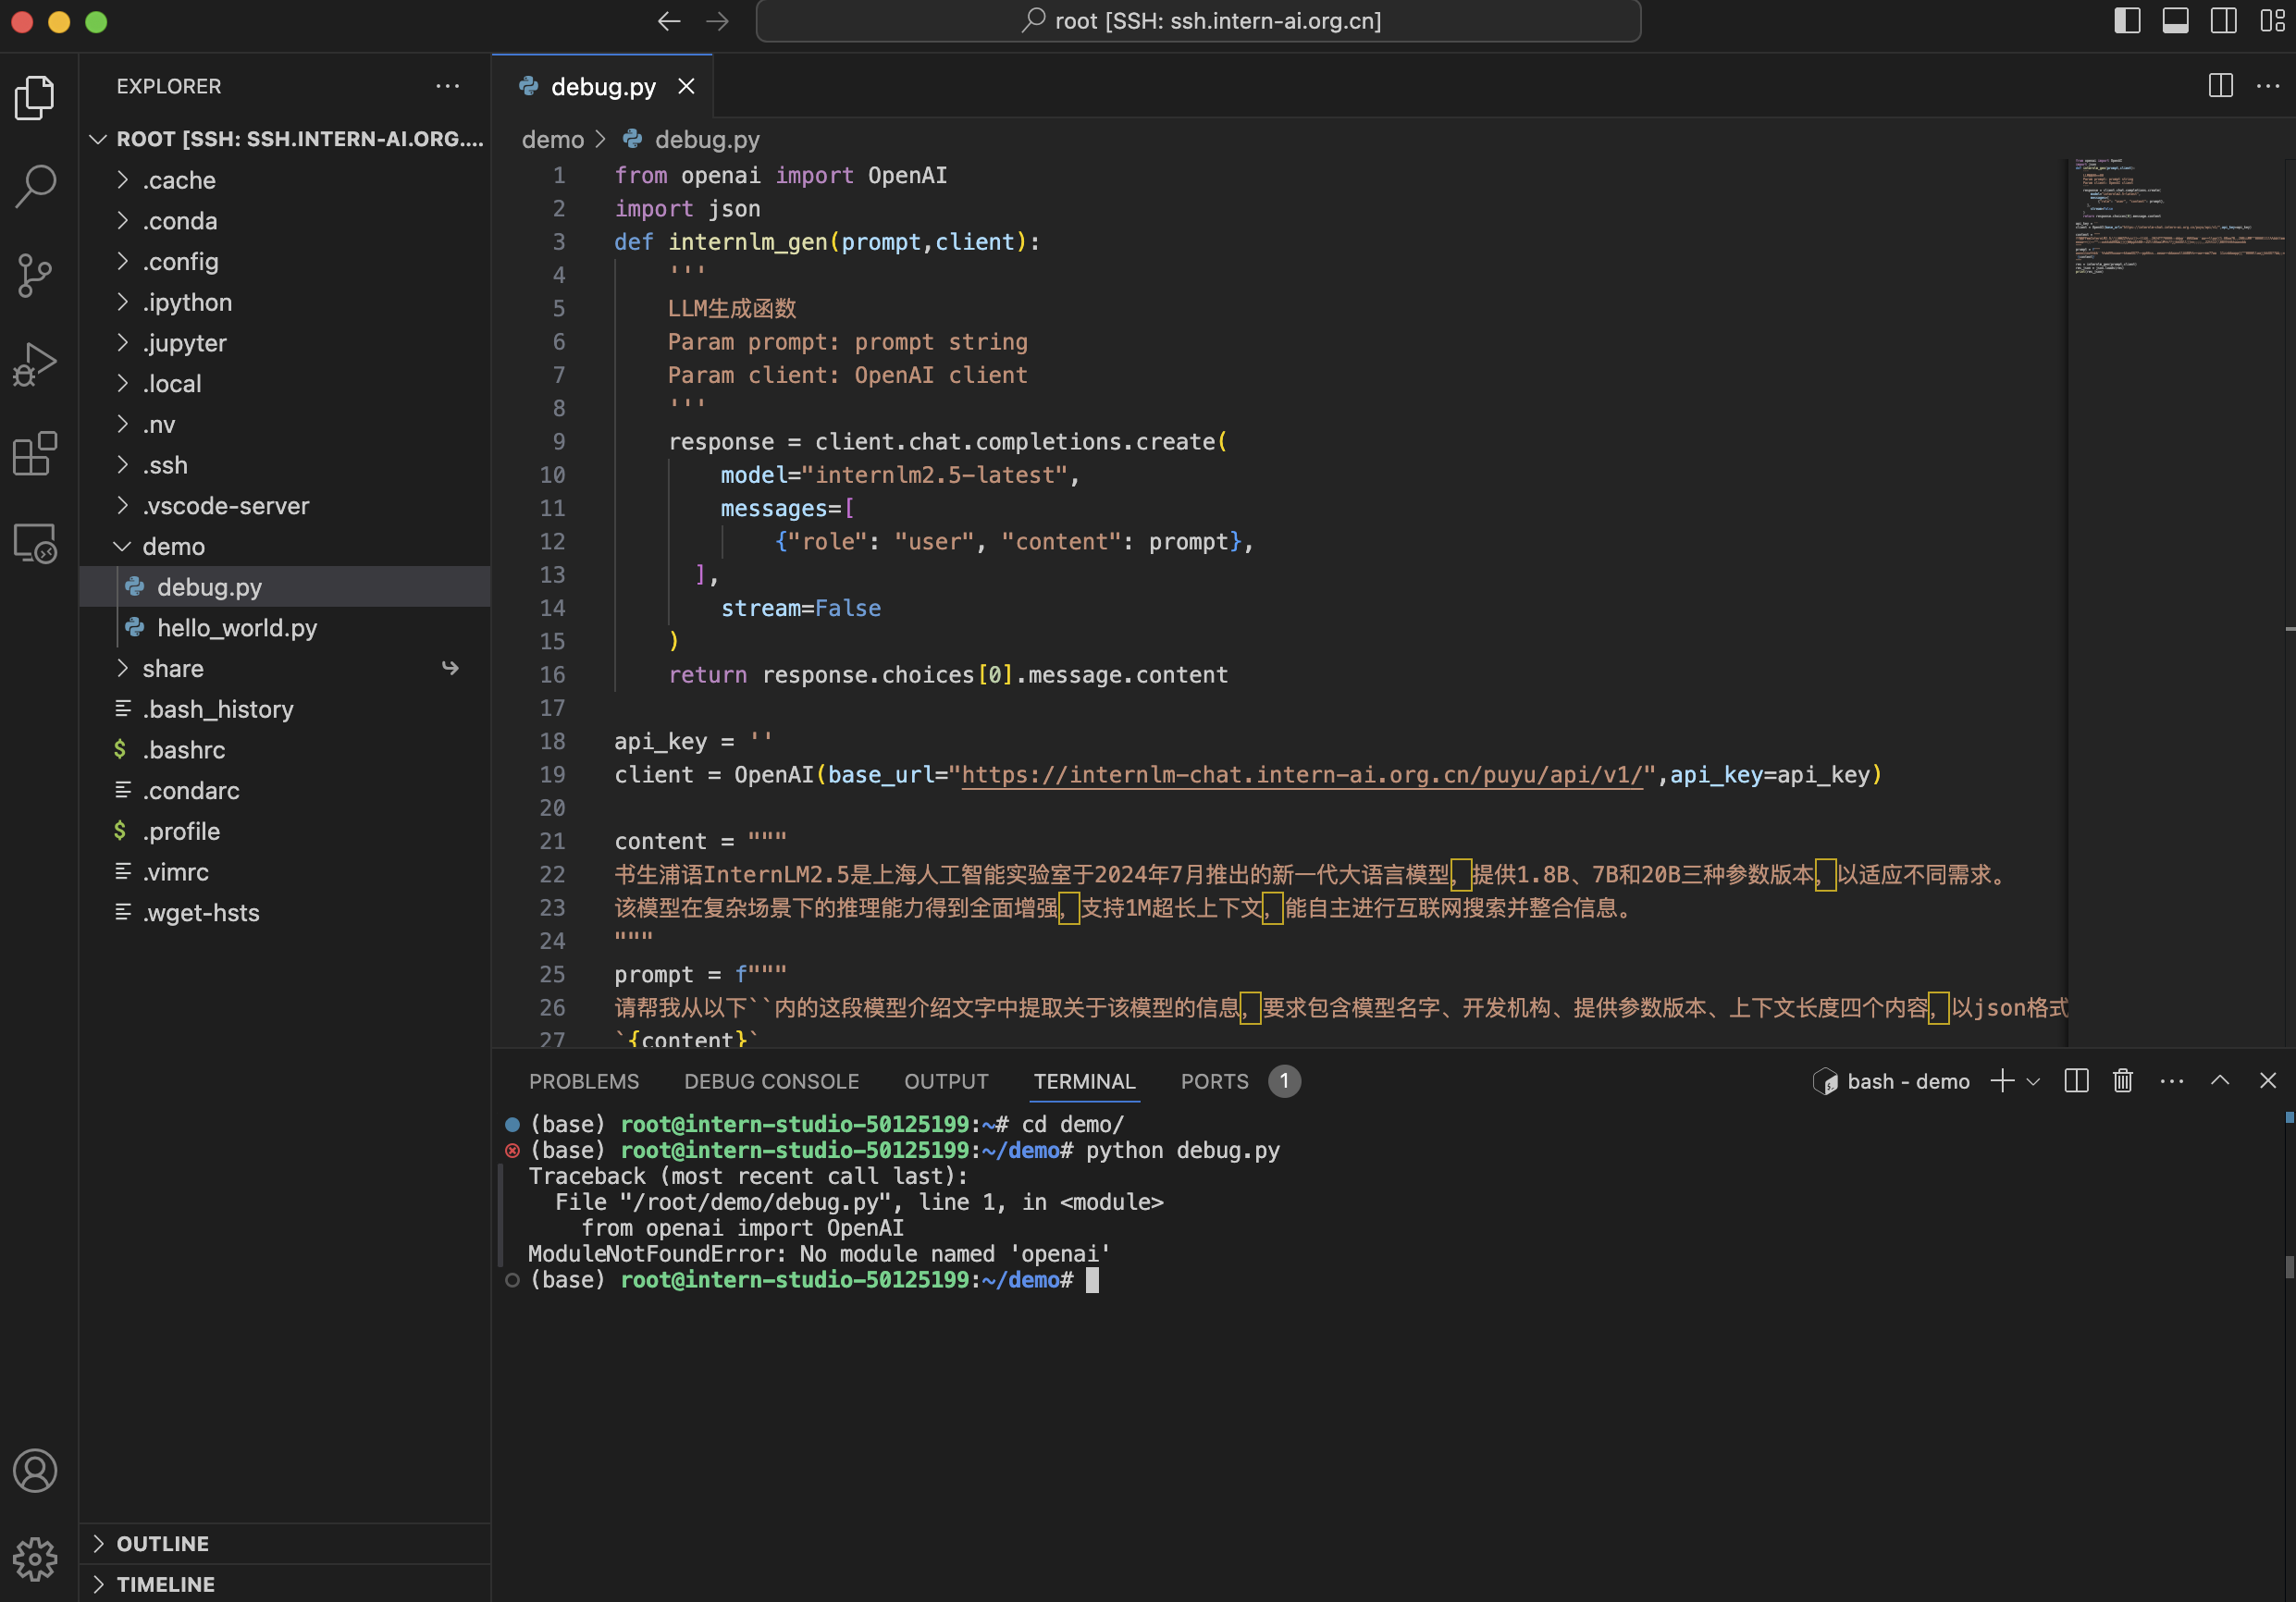 root [SSH: ssh.intern-ai.org.cn]
EXPLORER
ROOT [SSH: SSH.INTERN-AI.ORG....
.cache
.conda
.config
.ipython
.jupyter
.local
.nv
.ssh
.vscode-server
demo
debug.py
hello_world.py
share
.bash_history
$ .bashrc
.condarc
$ .profile
.vimrc
.wget-hsts
OUTLINE
TIMELINE
debug.py
demo > debug.py
1 from openai import OpenAI
2 import json
3 def internlm_gen(prompt,client):
4     '''
5     LLM生成函数
6     Param prompt: prompt string
7     Param client: OpenAI client
8     '''
9     response = client.chat.completions.create(
10         model="internlm2.5-latest",
11         messages=[
12             {"role": "user", "content": prompt},
13       ],
14         stream=False
15     )
16     return response.choices[0].message.content
17
18 api_key = ''
19 client = OpenAI(base_url="https://internlm-chat.intern-ai.org.cn/puyu/api/v1/",api_key=api_key)
20
21 content = """
22 书生浦语InternLM2.5是上海人工智能实验室于2024年7月推出的新一代大语言模型，提供1.8B、7B和20B三种参数版本，以适应不同需求。
23 该模型在复杂场景下的推理能力得到全面增强，支持1M超长上下文，能自主进行互联网搜索并整合信息。
24 """
25 prompt = f"""
26 请帮我从以下``内的这段模型介绍文字中提取关于该模型的信息，要求包含模型名字、开发机构、提供参数版本、上下文长度四个内容，以json格式
27 `{content}`
PROBLEMS DEBUG CONSOLE OUTPUT TERMINAL PORTS 1
bash - demo
(base) root@intern-studio-50125199:~# cd demo/
(base) root@intern-studio-50125199:~/demo# python debug.py
Traceback (most recent call last):
  File "/root/demo/debug.py", line 1, in <module>
    from openai import OpenAI
ModuleNotFoundError: No module named 'openai'
(base) root@intern-studio-50125199:~/demo#